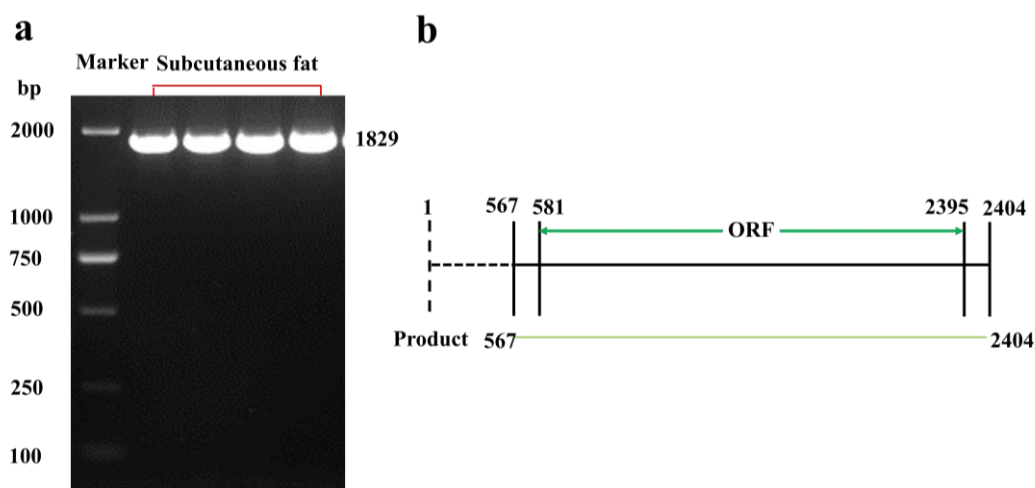 a
Marker Subcutaneous fat
bp
2000
1829
1000
750
500
250
100
b
1 567 581 2395 2404
ORF
Product 567 2404